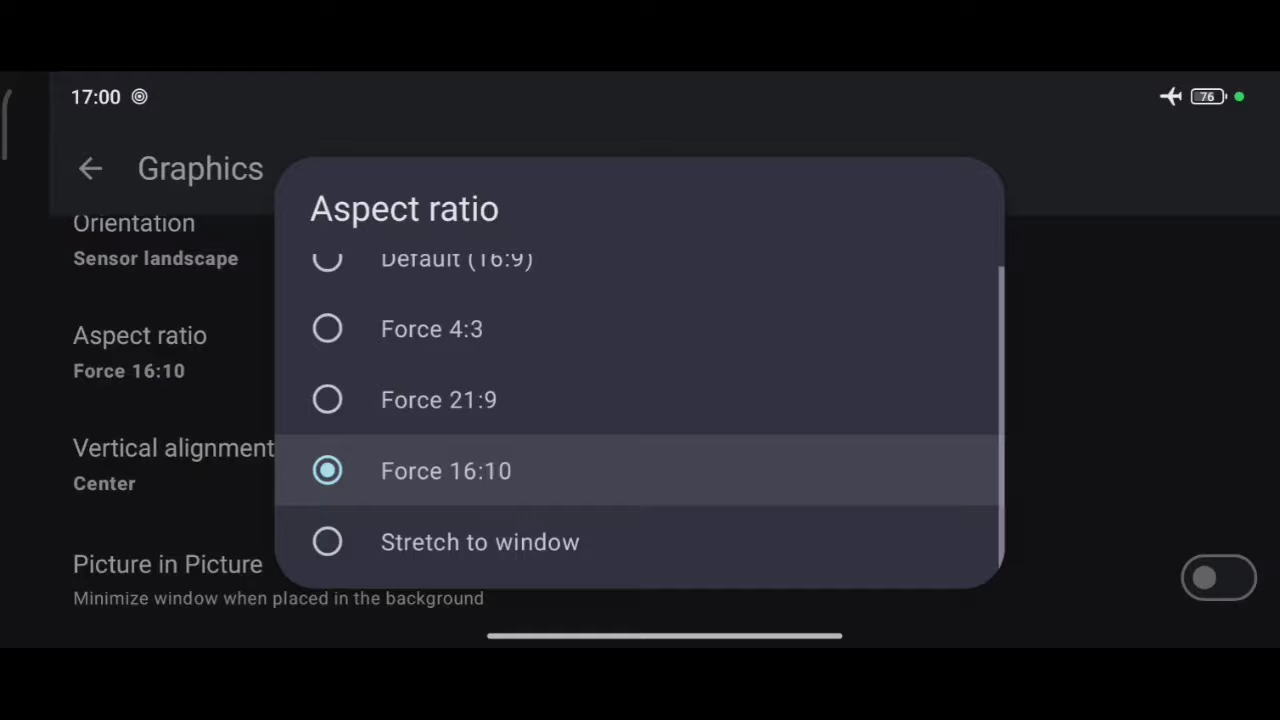 17:00
76
Graphics
Orientation
Sensor landscape
Aspect ratio
Force 16:10
Vertical alignment
Center
Picture in Picture
Minimize window when placed in the background
Aspect ratio
Default (16:9)
Force 4:3
Force 21:9
Force 16:10
Stretch to window